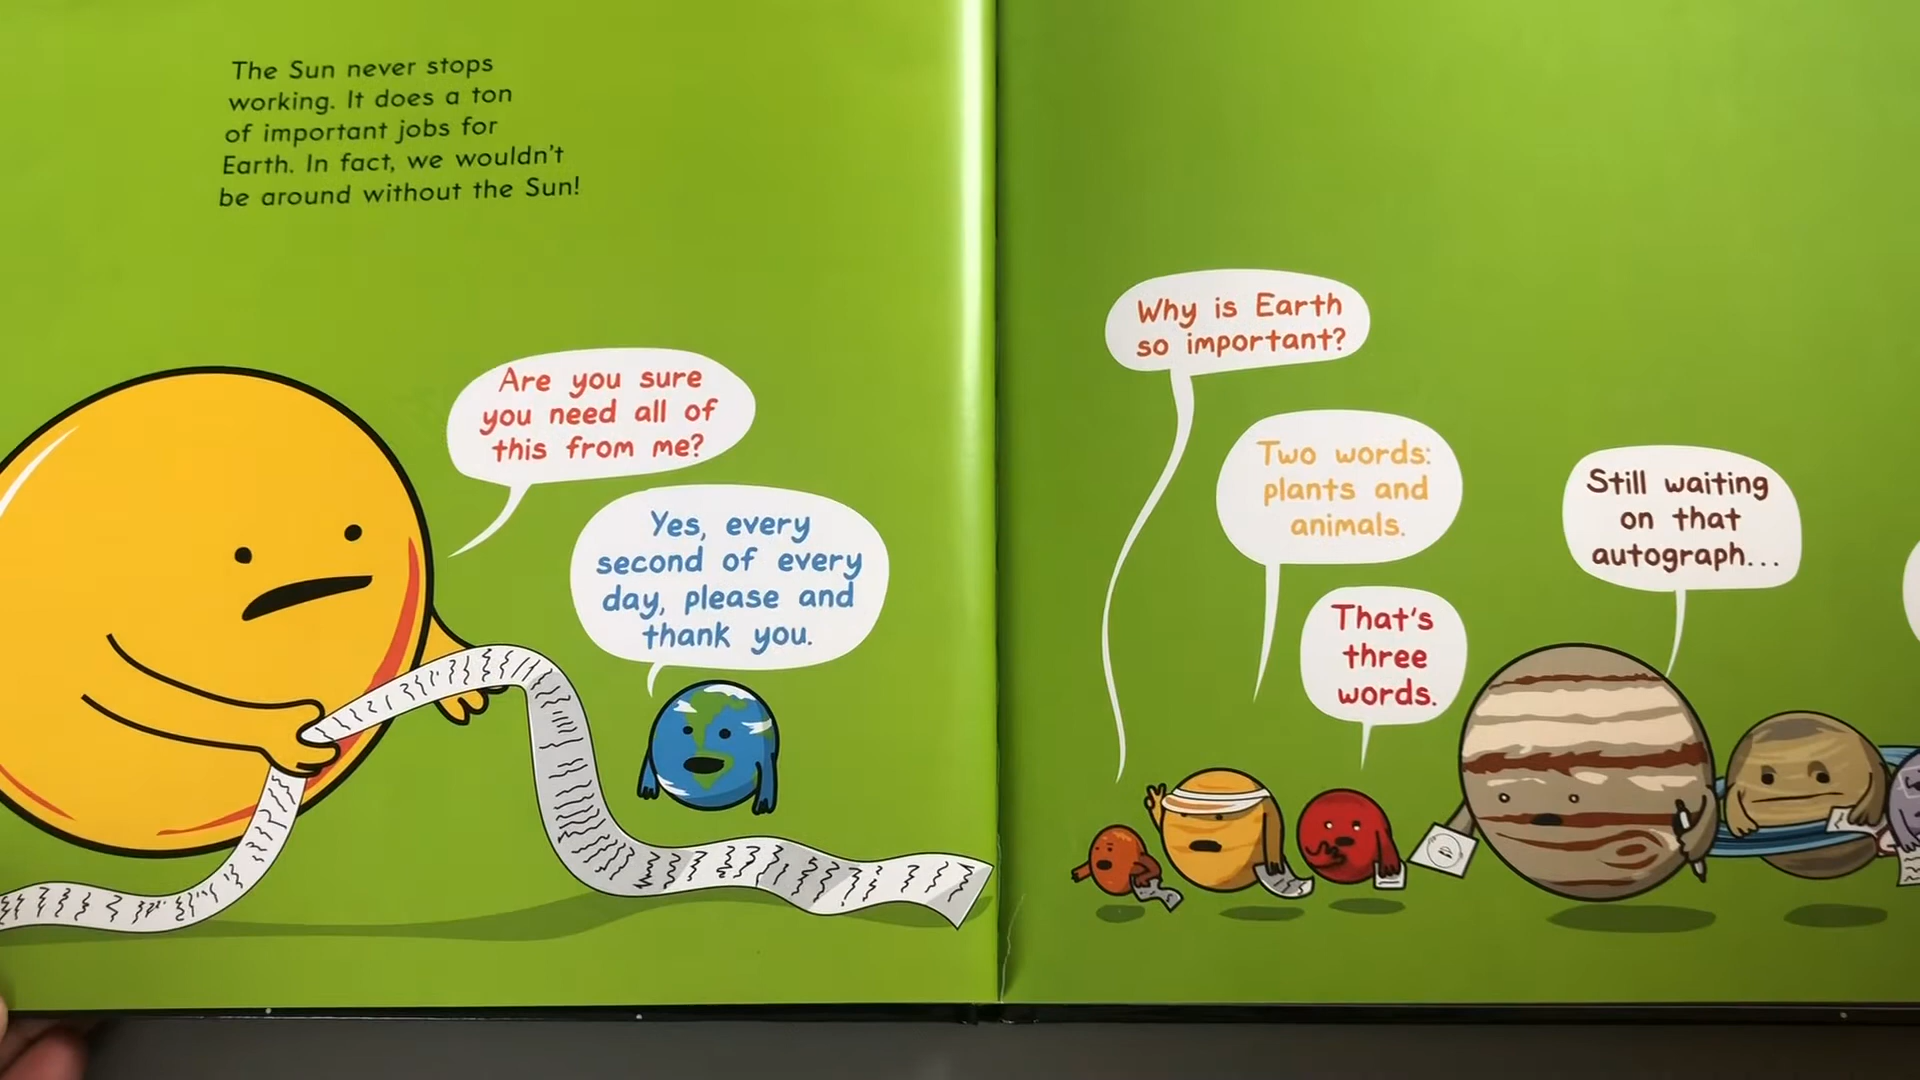 The Sun never stops
working. It does a ton
of important jobs for
Earth. In fact, we wouldn't
be around without the Sun!
Are you sure
you need all of
this from me?
Yes, every
second of every
day, please and
thank you.
Why is Earth
so important?
Two words:
plants and
animals.
That's
three
words.
Still waiting
on that
autograph...